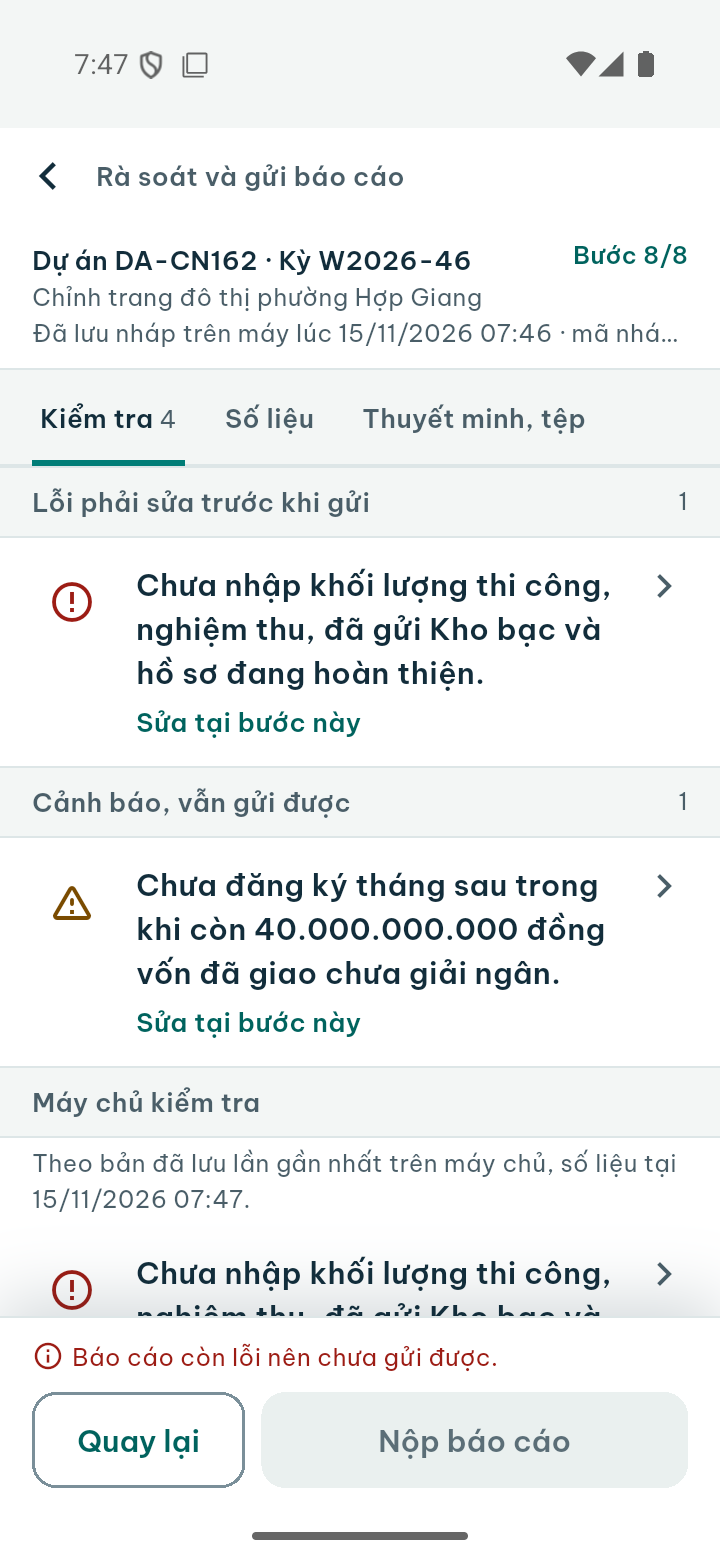 7:47
Rà soát và gửi báo cáo
Dự án DA-CN162 · Kỳ W2026-46
Bước 8/8
Chỉnh trang đô thị phường Hợp Giang
Đã lưu nháp trên máy lúc 15/11/2026 07:46 · mã nhá...
Kiểm tra 4
Số liệu
Thuyết minh, tệp
Lỗi phải sửa trước khi gửi
1
Chưa nhập khối lượng thi công,
nghiệm thu, đã gửi Kho bạc và
hồ sơ đang hoàn thiện.
Sửa tại bước này
Cảnh báo, vẫn gửi được
1
Chưa đăng ký tháng sau trong
khi còn 40.000.000.000 đồng
vốn đã giao chưa giải ngân.
Sửa tại bước này
Máy chủ kiểm tra
Theo bản đã lưu lần gần nhất trên máy chủ, số liệu tại
15/11/2026 07:47.
Chưa nhập khối lượng thi công,
nghiệm thu, đã gửi Kho bạc và
Báo cáo còn lỗi nên chưa gửi được.
Quay lại
Nộp báo cáo